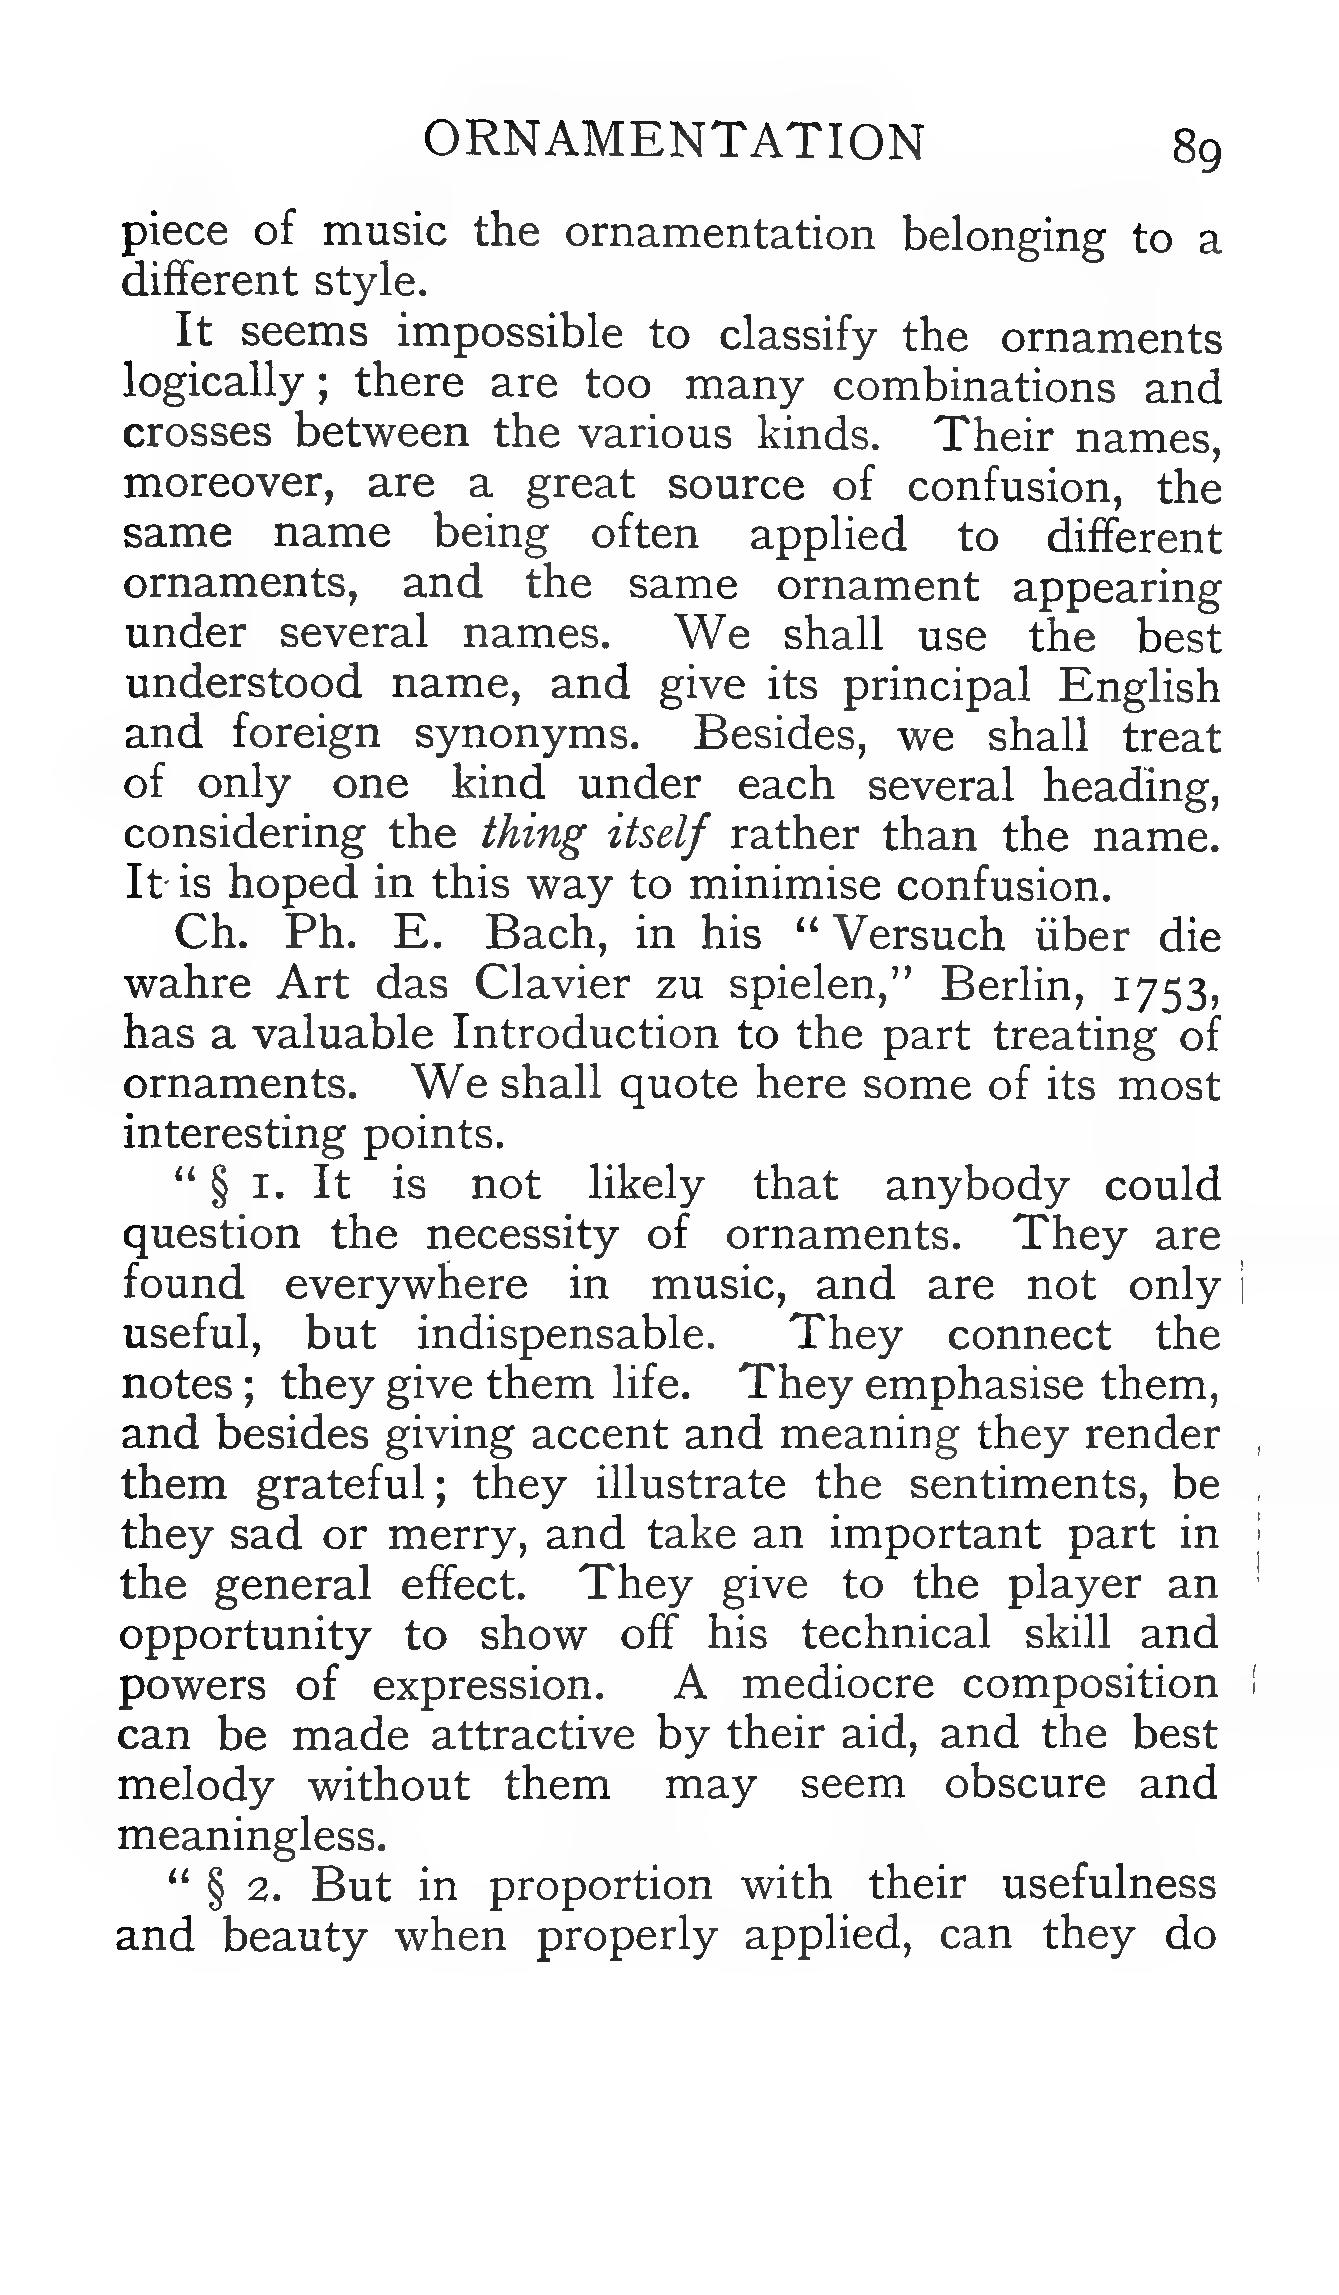 ORNAMENTATION 89
piece of music the ornamentation belonging to a
different style.
It seems impossible to classify the ornaments
logically ; there are too many combinations and
crosses between the various kinds. Their names,
moreover, are a great source of confusion, the
same name being often applied to different
ornaments, and the same ornament appearing
under several names. We shall use the best
understood name, and give its principal English
and foreign synonyms. Besides, we shall treat
of only one kind under each several heading,
considering the thing itself rather than the name.
It is hoped in this way to minimise confusion.
Ch. Ph. E. Bach, in his “ Versuch über die
wahre Art das Clavier zu spielen,” Berlin, 1753,
has a valuable Introduction to the part treating of
ornaments. We shall quote here some of its most
interesting points.
“ § 1. It is not likely that anybody could
question the necessity of ornaments. They are
found everywhere in music, and are not only
useful, but indispensable. They connect the
notes ; they give them life. They emphasise them,
and besides giving accent and meaning they render
them grateful ; they illustrate the sentiments, be
they sad or merry, and take an important part in
the general effect. They give to the player an
opportunity to show off his technical skill and
powers of expression. A mediocre composition
can be made attractive by their aid, and the best
melody without them may seem obscure and
meaningless.
“ § 2. But in proportion with their usefulness
and beauty when properly applied, can they do